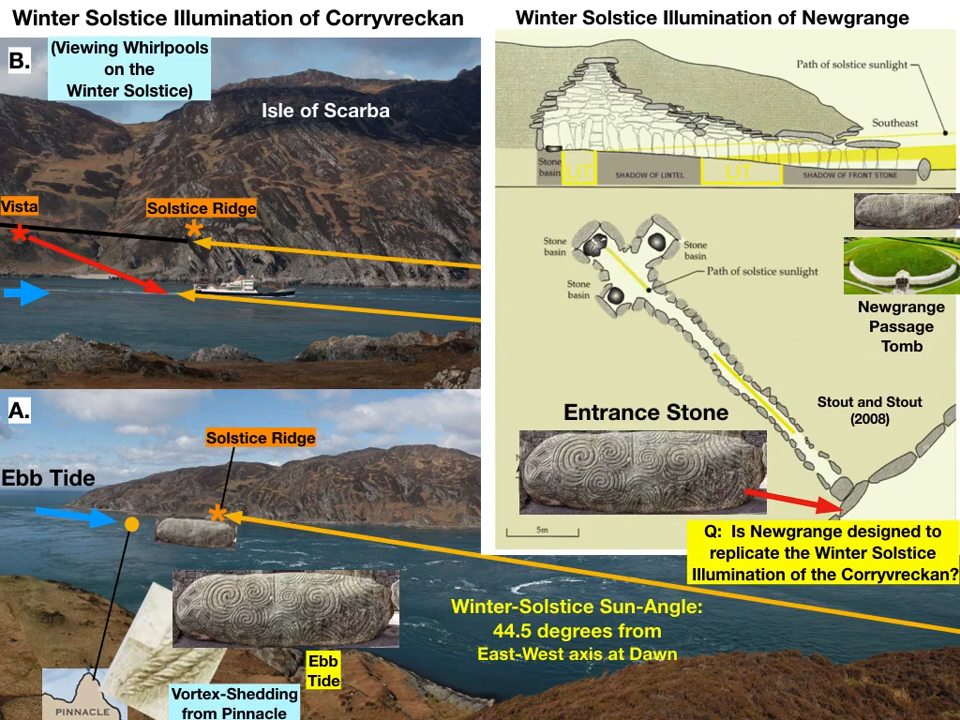 Winter Solstice Illumination of Corryvreckan
B.
(Viewing Whirlpools
on the
Winter Solstice)
Isle of Scarba
Vista
Solstice Ridge
A.
Solstice Ridge
Ebb Tide
Winter-Solstice Sun-Angle:
44.5 degrees from
East-West axis at Dawn
Ebb
Tide
Vortex-Shedding
from Pinnacle
PINNACLE
Winter Solstice Illumination of Newgrange
Path of solstice sunlight
Southeast
Stone
basin
LIT
SHADOW OF LINTEL
LIT
SHADOW OF FRONT STONE
Stone
basin
Stone
basin
Path of solstice sunlight
Stone
basin
Newgrange
Passage
Tomb
Stout and Stout
(2008)
Entrance Stone
5m
Q: Is Newgrange designed to
replicate the Winter Solstice
Illumination of the Corryvreckan?